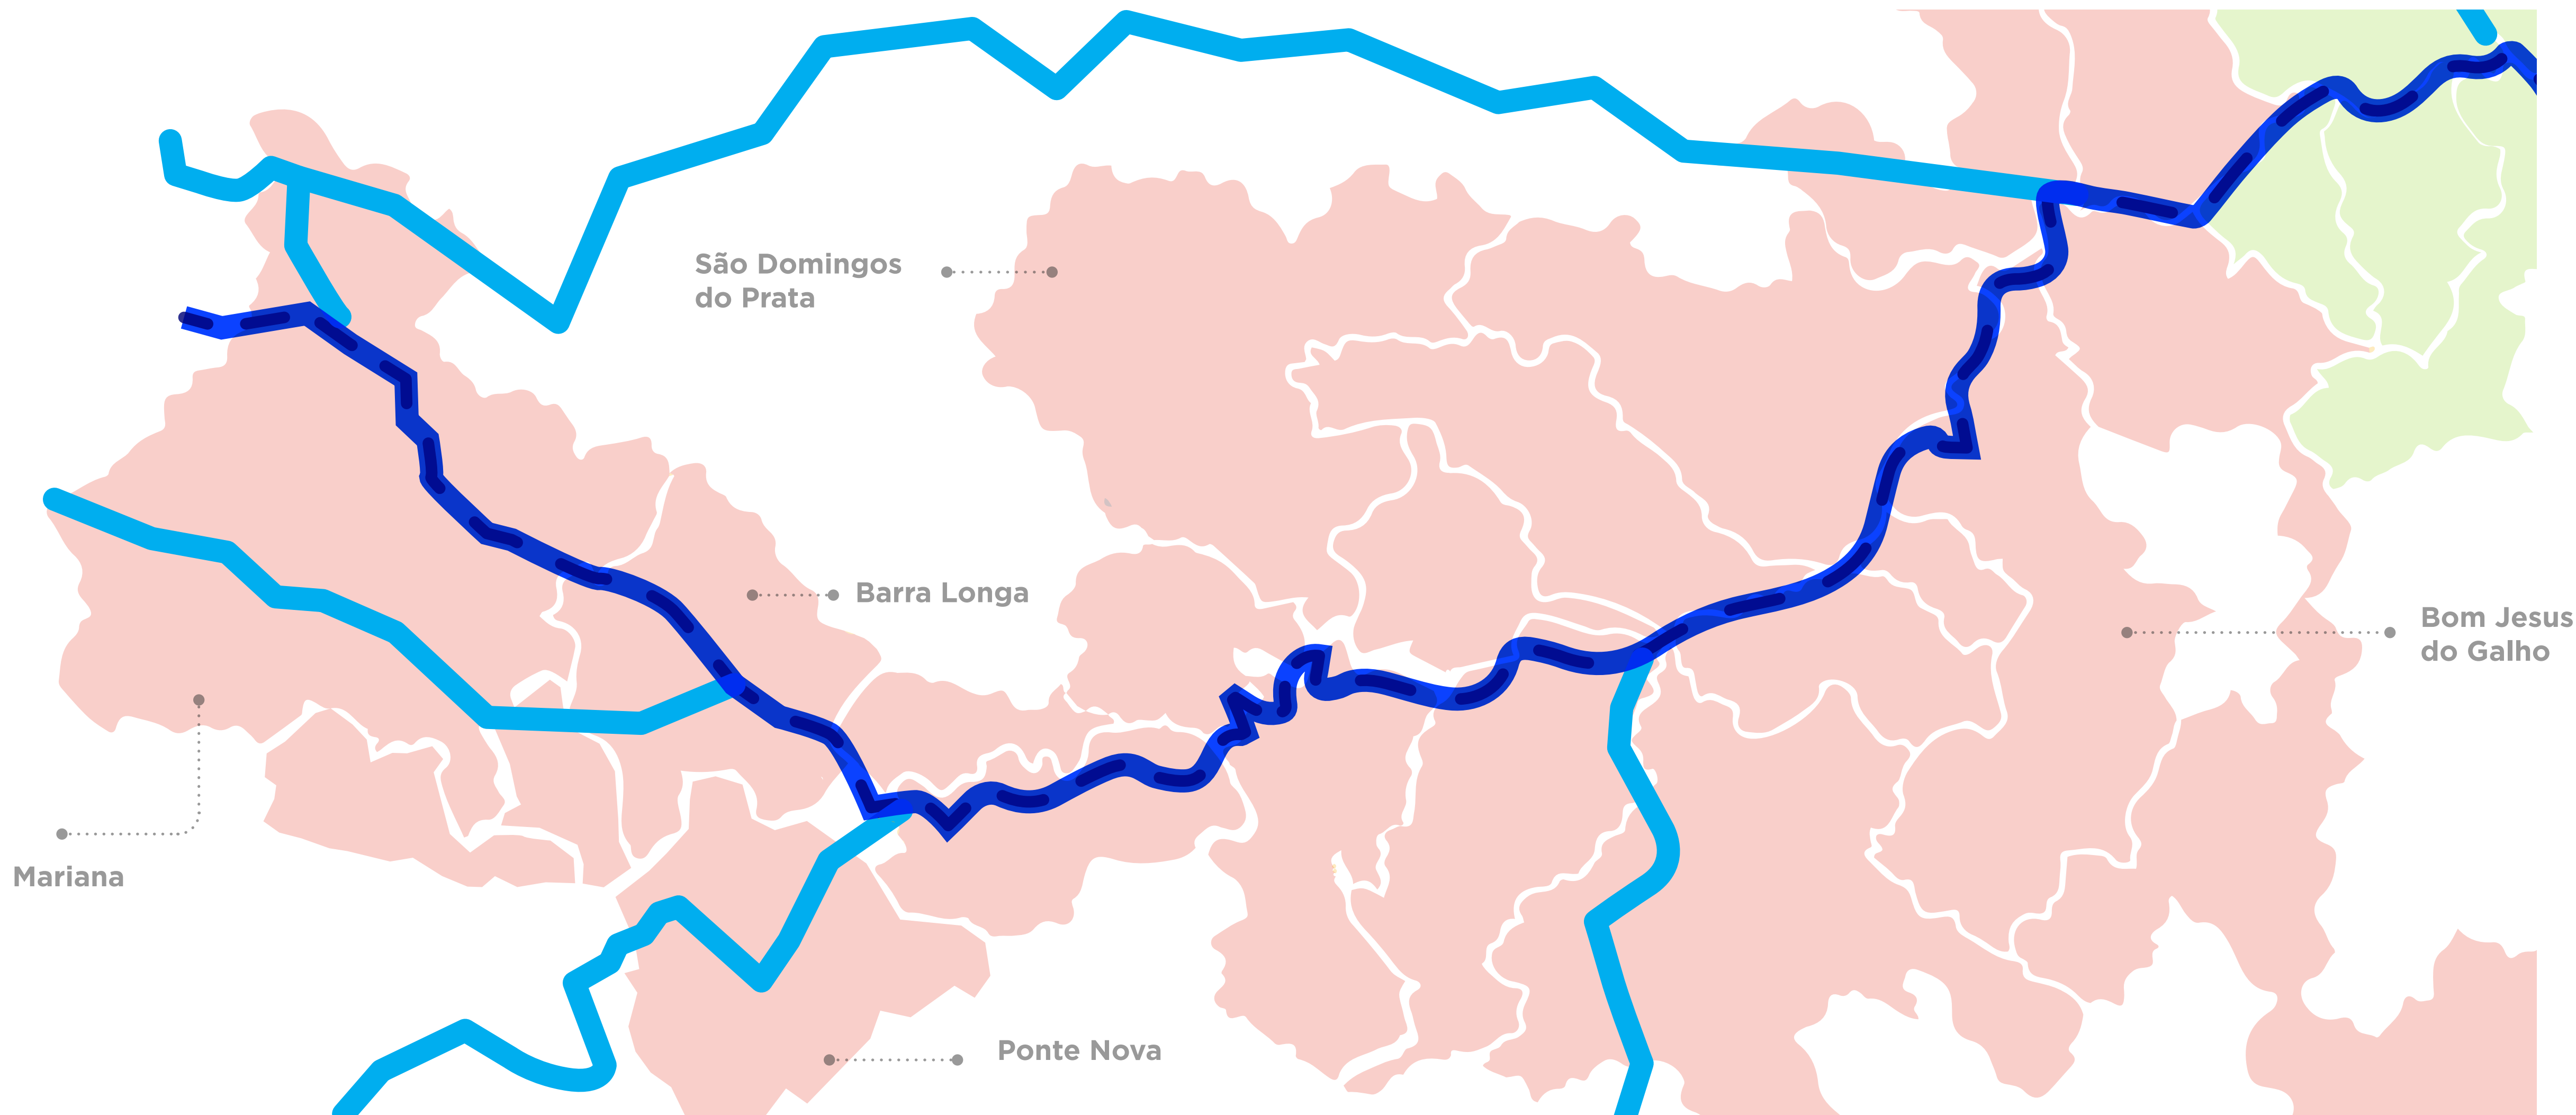 São Domingos
do Prata
Barra Longa
Bom Jesus
do Galho
Mariana
Ponte Nova